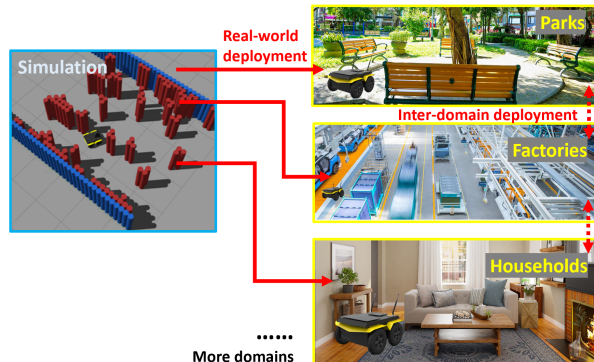 Real-world
deployment
Parks
Simulation
Inter-domain deployment
Factories
Households
......
More domains